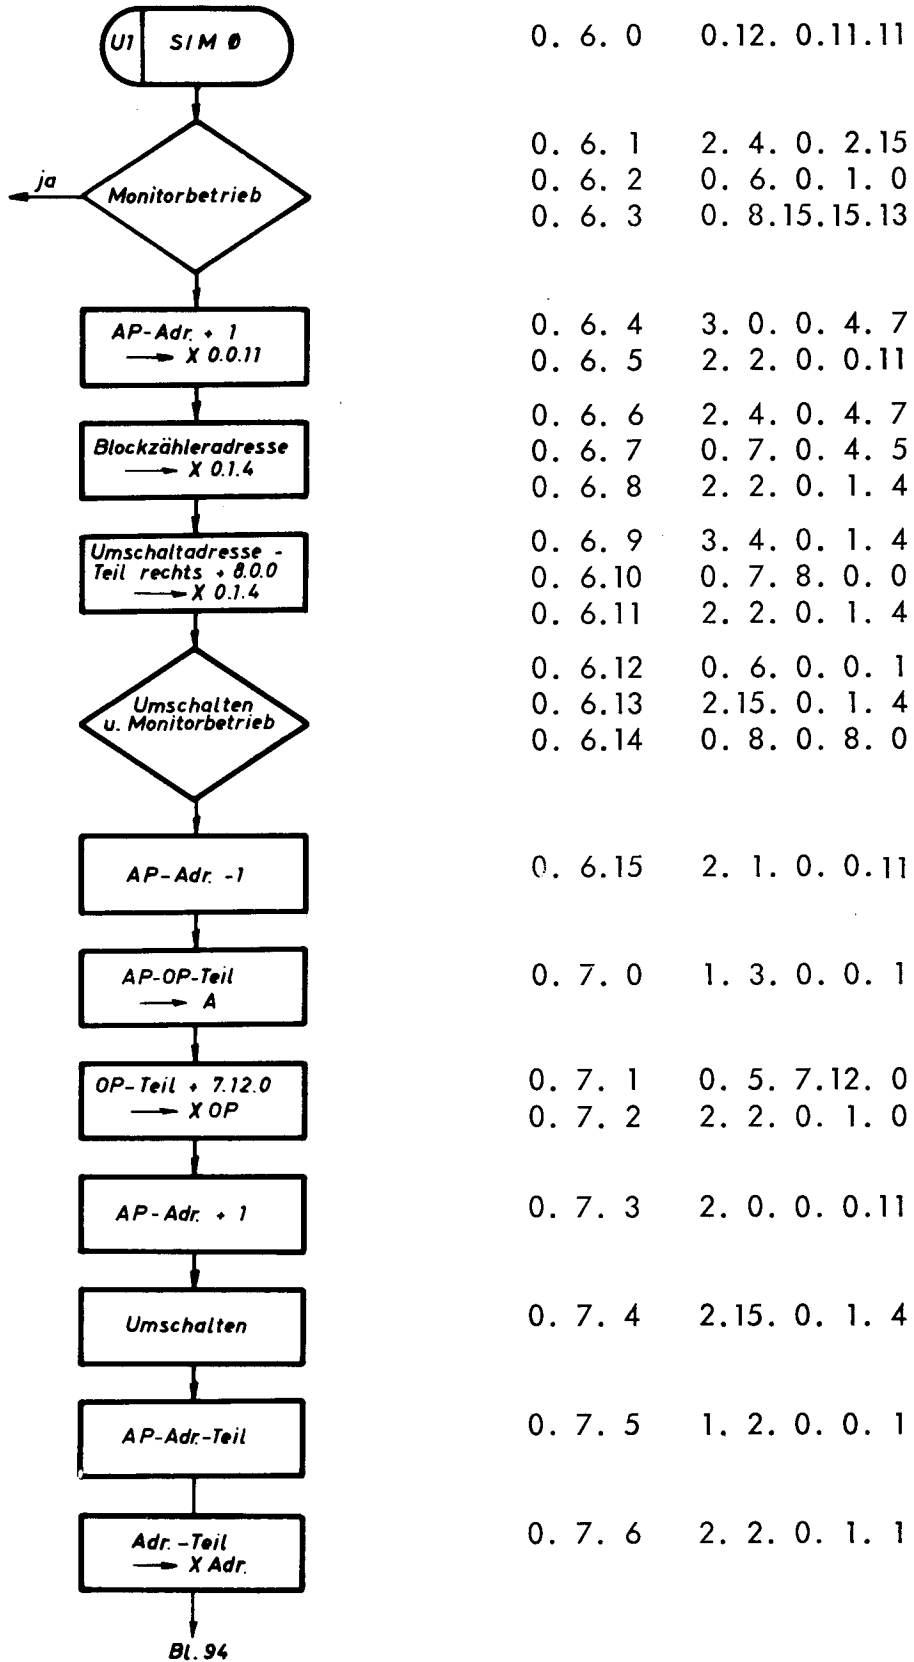 U1 SIM Ø 0. 6. 0 0.12. 0.11.11
0. 6. 1 2. 4. 0. 2.15
ja Monitorbetrieb 0. 6. 2 0. 6. 0. 1. 0
0. 6. 3 0. 8.15.15.13
AP-Adr. + 1 0. 6. 4 3. 0. 0. 4. 7
→ X 0.0.11 0. 6. 5 2. 2. 0. 0.11
0. 6. 6 2. 4. 0. 4. 7
Blockzähleradresse 0. 6. 7 0. 7. 0. 4. 5
→ X 0.1.4 0. 6. 8 2. 2. 0. 1. 4
Umschaltadresse - 0. 6. 9 3. 4. 0. 1. 4
Teil rechts + 8.0.0 0. 6.10 0. 7. 8. 0. 0
→ X 0.1.4 0. 6.11 2. 2. 0. 1. 4
0. 6.12 0. 6. 0. 0. 1
Umschalten 0. 6.13 2.15. 0. 1. 4
u. Monitorbetrieb 0. 6.14 0. 8. 0. 8. 0
AP-Adr. -1 0. 6.15 2. 1. 0. 0.11
AP-OP-Teil 0. 7. 0 1. 3. 0. 0. 1
→ A
OP-Teil + 7.12.0 0. 7. 1 0. 5. 7.12. 0
→ X OP 0. 7. 2 2. 2. 0. 1. 0
AP-Adr. + 1 0. 7. 3 2. 0. 0. 0.11
Umschalten 0. 7. 4 2.15. 0. 1. 4
AP-Adr.-Teil 0. 7. 5 1. 2. 0. 0. 1
Adr.-Teil 0. 7. 6 2. 2. 0. 1. 1
→ X Adr.
Bl. 94